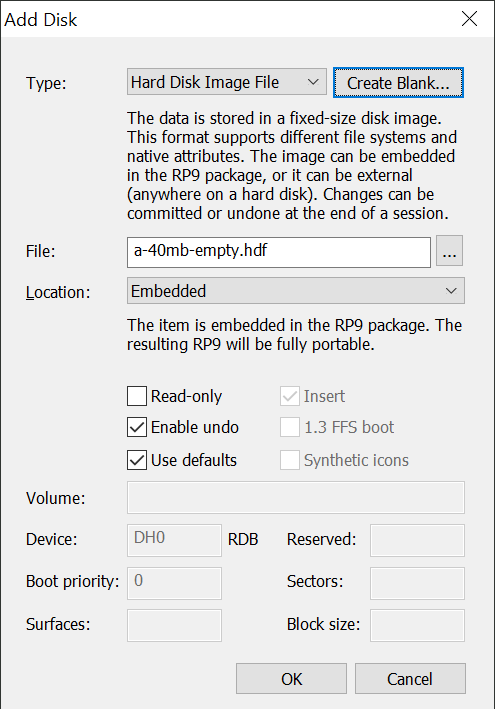 Add Disk
Type: Hard Disk Image File Create Blank...
The data is stored in a fixed-size disk image.
This format supports different file systems and
native attributes. The image can be embedded
in the RP9 package, or it can be external
(anywhere on a hard disk). Changes can be
committed or undone at the end of a session.
File: a-40mb-empty.hdf ...
Location: Embedded
The item is embedded in the RP9 package. The
resulting RP9 will be fully portable.
Read-only Insert
Enable undo 1.3 FFS boot
Use defaults Synthetic icons
Volume:
Device: DH0 RDB Reserved:
Boot priority: 0 Sectors:
Surfaces: Block size:
OK Cancel